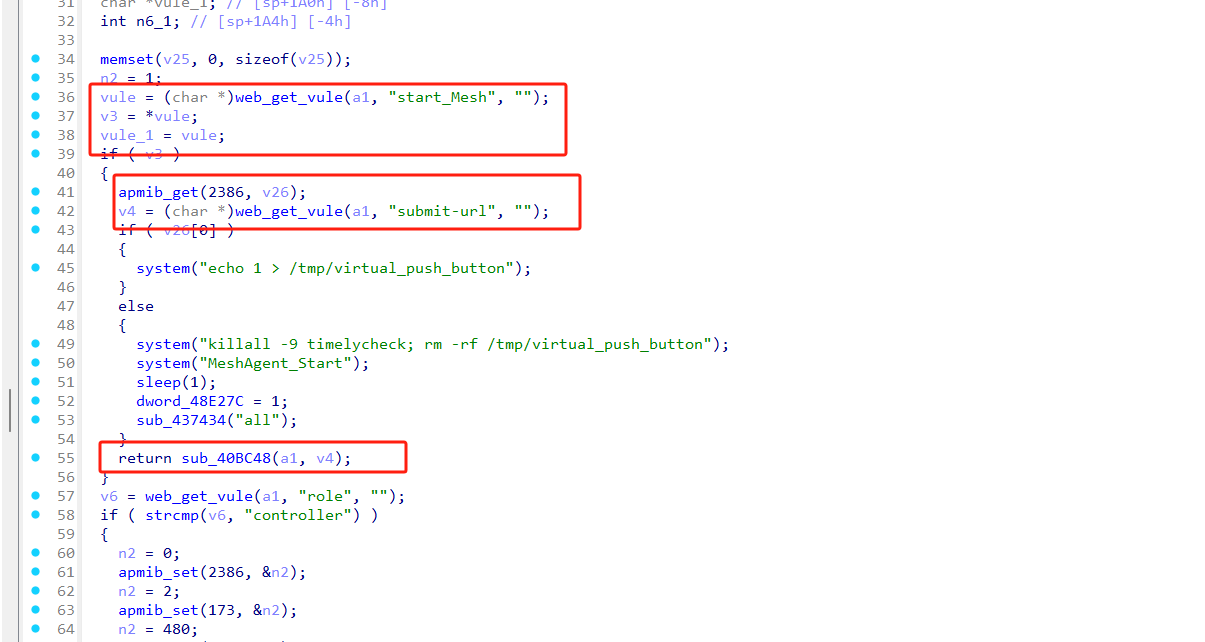 31 char *vule_1; // [sp+1A0h] [-8h]
32 int n6_1; // [sp+1A4h] [-4h]
33
34 memset(v25, 0, sizeof(v25));
35 n2 = 1;
36 vule = (char *)web_get_vule(a1, "start_Mesh", "");
37 v3 = *vule;
38 vule_1 = vule;
39 if ( v3 )
40 {
41 apmib_get(2386, v26);
42 v4 = (char *)web_get_vule(a1, "submit-url", "");
43 if ( v26[0] )
44 {
45 system("echo 1 > /tmp/virtual_push_button");
46 }
47 else
48 {
49 system("killall -9 timelycheck; rm -rf /tmp/virtual_push_button");
50 system("MeshAgent_Start");
51 sleep(1);
52 dword_48E27C = 1;
53 sub_437434("all");
54 }
55 return sub_40BC48(a1, v4);
56 }
57 v6 = web_get_vule(a1, "role", "");
58 if ( strcmp(v6, "controller") )
59 {
60 n2 = 0;
61 apmib_set(2386, &n2);
62 n2 = 2;
63 apmib_set(173, &n2);
64 n2 = 480;